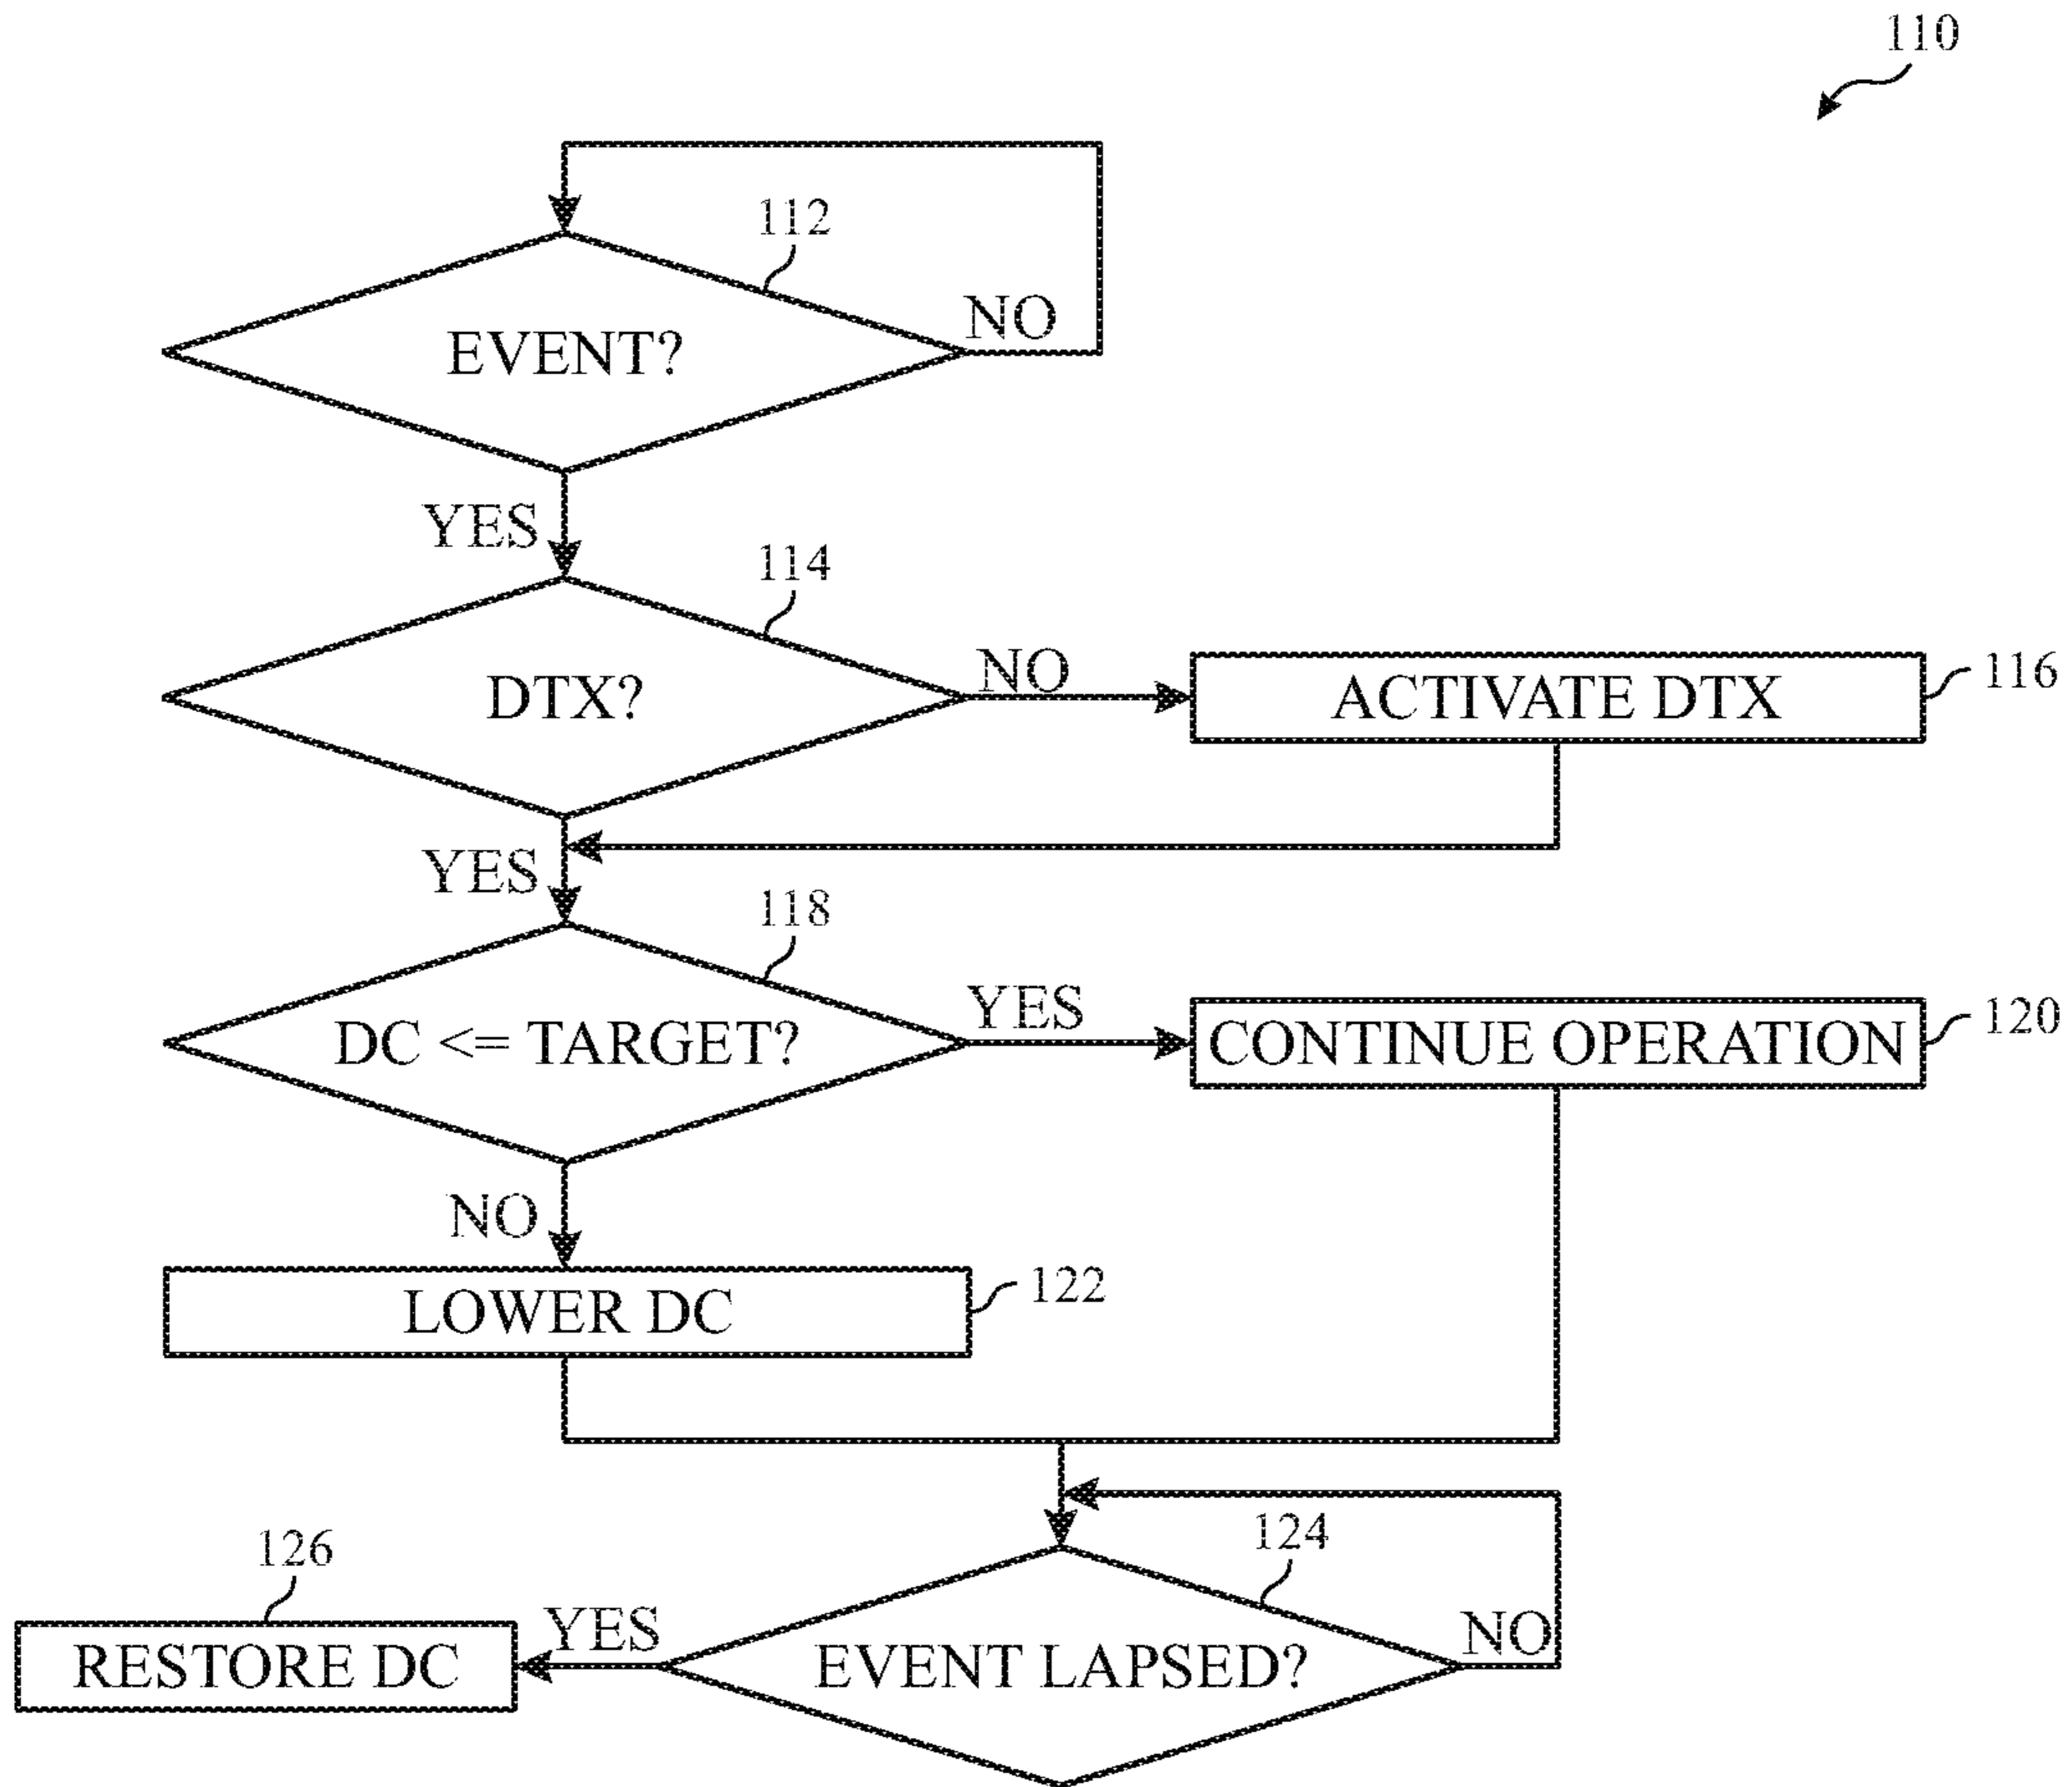 110
112
NO
EVENT?
YES
114
NO
DTX?
ACTIVATE DTX
116
YES
118
YES
DC <= TARGET?
CONTINUE OPERATION
120
NO
LOWER DC
122
124
126
YES
NO
RESTORE DC
EVENT LAPSED?